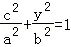 c²/a² + y²/b² = 1